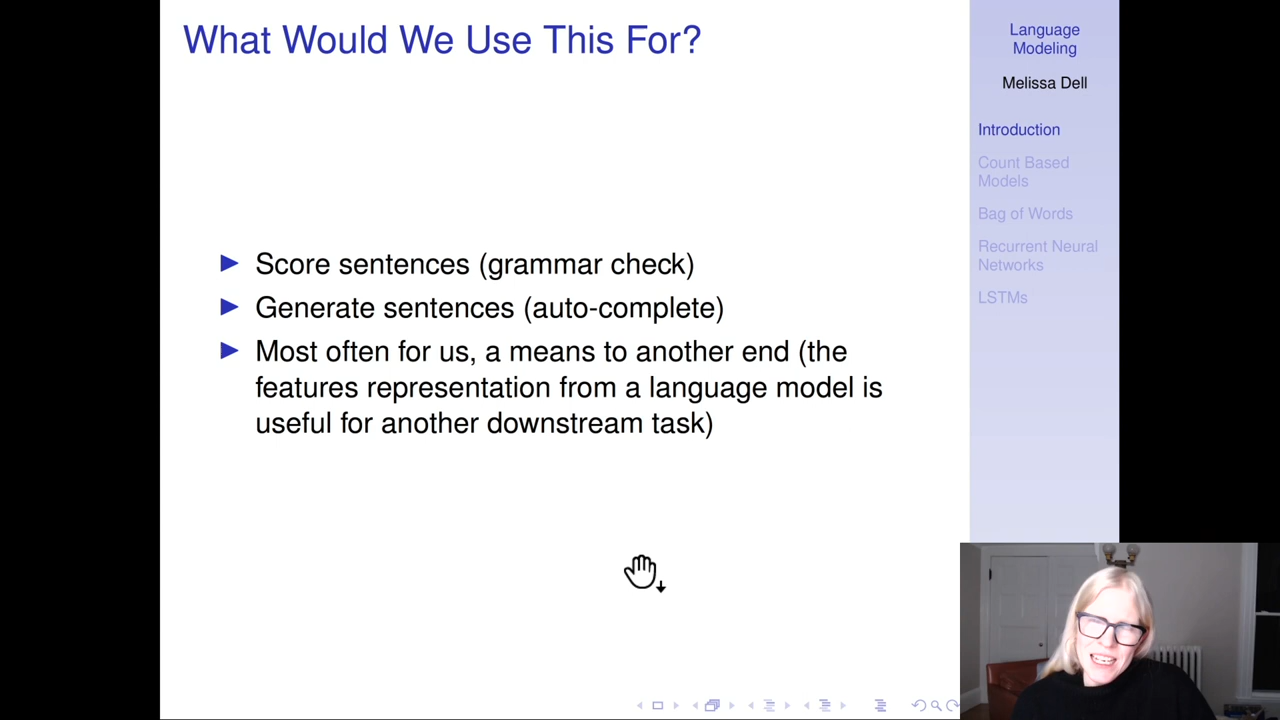 What Would We Use This For?
Score sentences (grammar check)
Generate sentences (auto-complete)
Most often for us, a means to another end (the
features representation from a language model is
useful for another downstream task)
Language
Modeling
Melissa Dell
Introduction
Count Based
Models
Bag of Words
Recurrent Neural
Networks
LSTMs